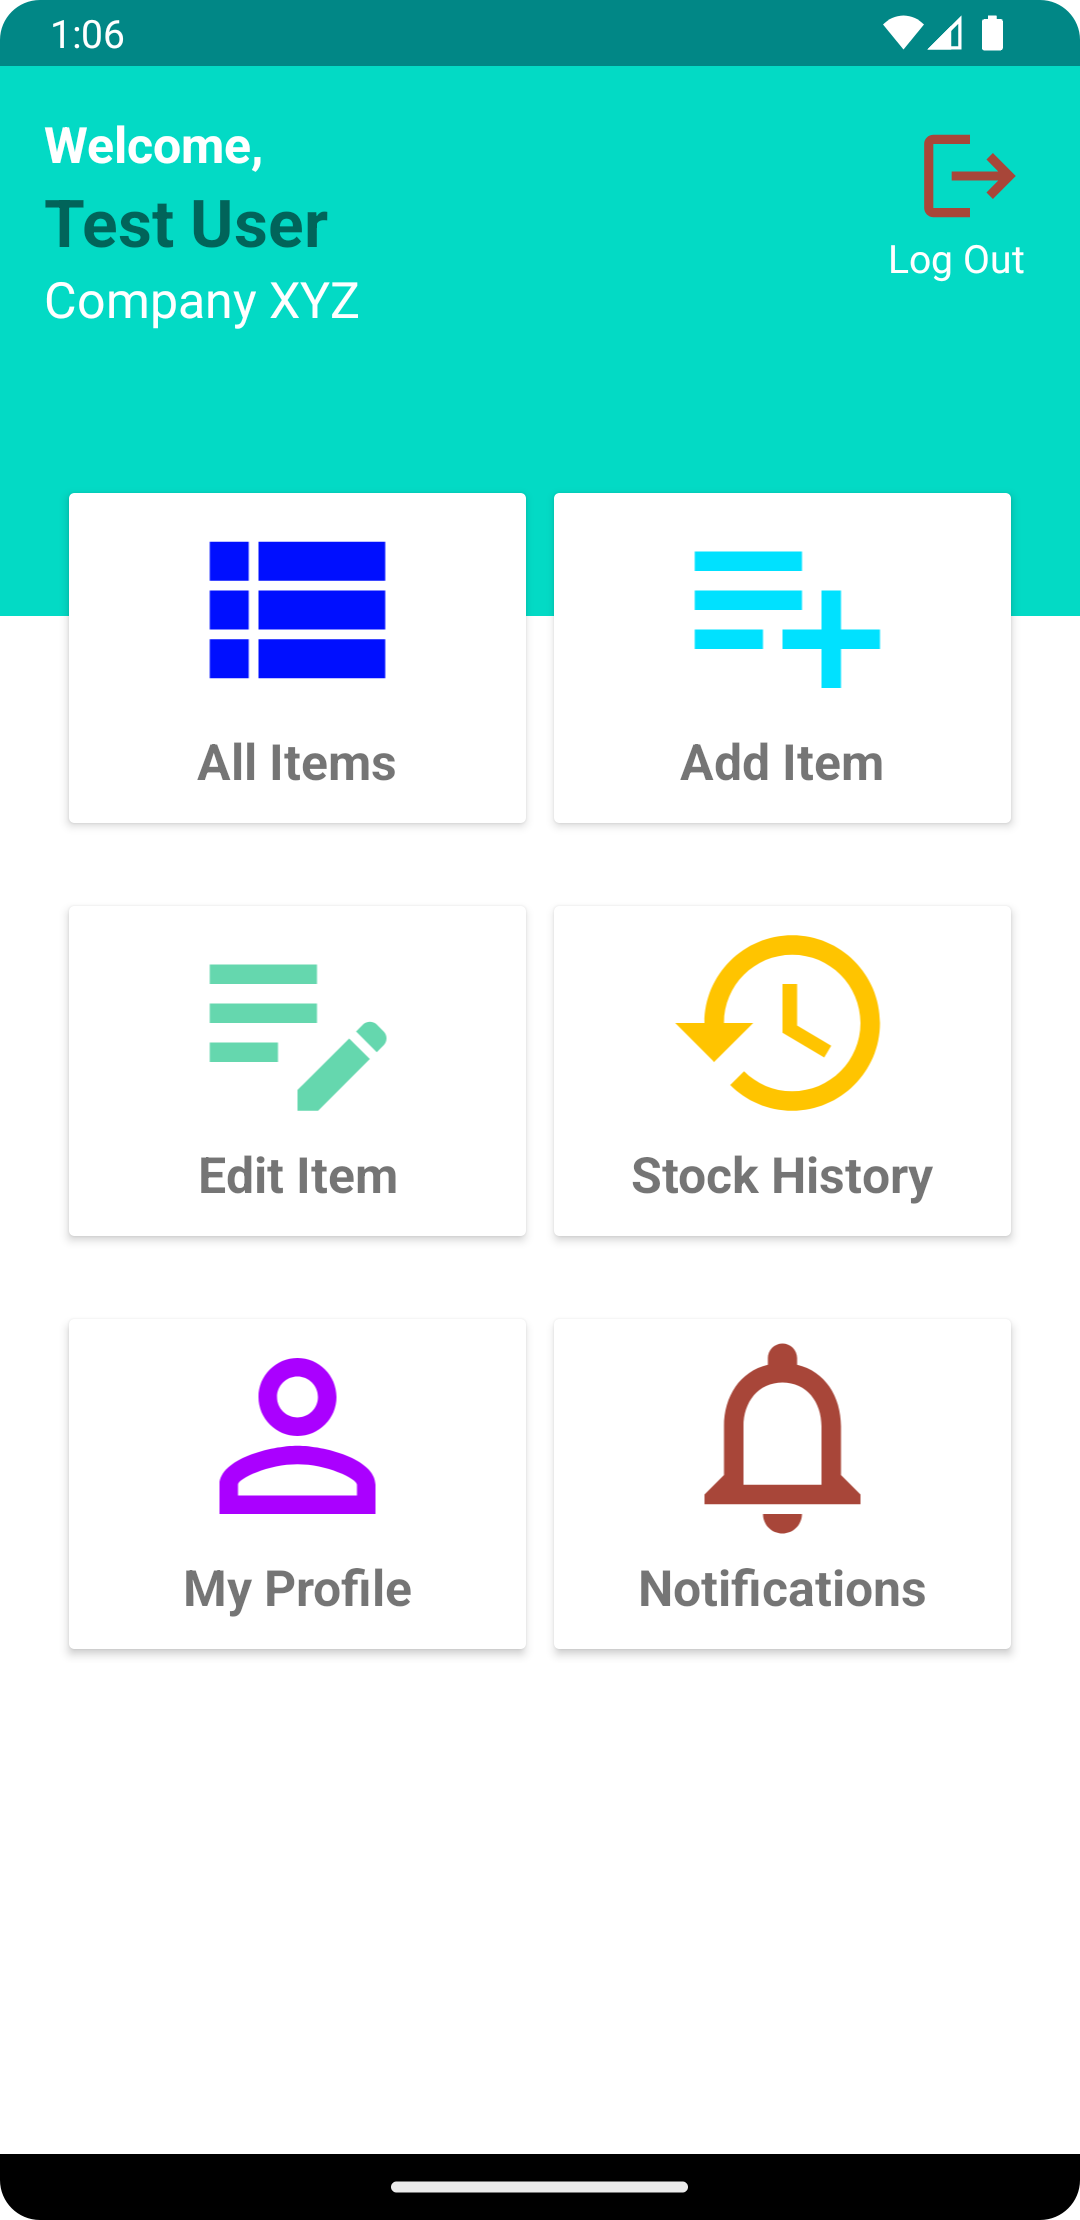 1:06
Welcome,
Test User
Company XYZ
Log Out
All Items
Add Item
Edit Item
Stock History
My Profile
Notifications